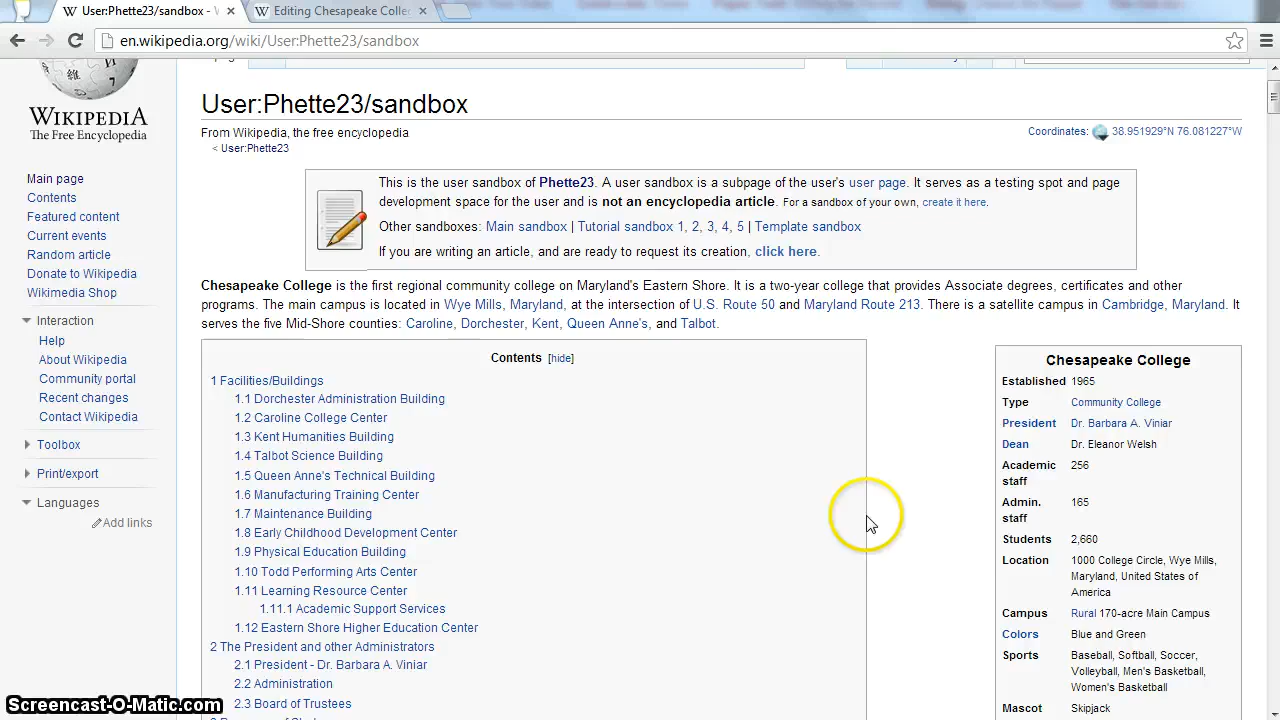 User:Phette23/sandbox - W
Editing Chesapeake Colle
en.wikipedia.org/wiki/User:Phette23/sandbox
WIKIPEDIA
The Free Encyclopedia
Main page
Contents
Featured content
Current events
Random article
Donate to Wikipedia
Wikimedia Shop
Interaction
Help
About Wikipedia
Community portal
Recent changes
Contact Wikipedia
Toolbox
Print/export
Languages
Add links
User:Phette23/sandbox
From Wikipedia, the free encyclopedia
< User:Phette23
Coordinates: 38.951929°N 76.081227°W
This is the user sandbox of Phette23. A user sandbox is a subpage of the user's user page. It serves as a testing spot and page
development space for the user and is not an encyclopedia article. For a sandbox of your own, create it here.
Other sandboxes: Main sandbox | Tutorial sandbox 1, 2, 3, 4, 5 | Template sandbox
If you are writing an article, and are ready to request its creation, click here.
Chesapeake College is the first regional community college on Maryland's Eastern Shore. It is a two-year college that provides Associate degrees, certificates and other
programs. The main campus is located in Wye Mills, Maryland, at the intersection of U.S. Route 50 and Maryland Route 213. There is a satellite campus in Cambridge, Maryland. It
serves the five Mid-Shore counties: Caroline, Dorchester, Kent, Queen Anne's, and Talbot.
Contents [hide]
1 Facilities/Buildings
1.1 Dorchester Administration Building
1.2 Caroline College Center
1.3 Kent Humanities Building
1.4 Talbot Science Building
1.5 Queen Anne's Technical Building
1.6 Manufacturing Training Center
1.7 Maintenance Building
1.8 Early Childhood Development Center
1.9 Physical Education Building
1.10 Todd Performing Arts Center
1.11 Learning Resource Center
1.11.1 Academic Support Services
1.12 Eastern Shore Higher Education Center
2 The President and other Administrators
2.1 President - Dr. Barbara A. Viniar
2.2 Administration
2.3 Board of Trustees
Chesapeake College
Established 1965
Type Community College
President Dr. Barbara A. Viniar
Dean Dr. Eleanor Welsh
Academic 256
staff
Admin. 165
staff
Students 2,660
Location 1000 College Circle, Wye Mills,
Maryland, United States of
America
Campus Rural 170-acre Main Campus
Colors Blue and Green
Sports Baseball, Softball, Soccer,
Volleyball, Men's Basketball,
Women's Basketball
Mascot Skipjack
Screencast-O-Matic.com